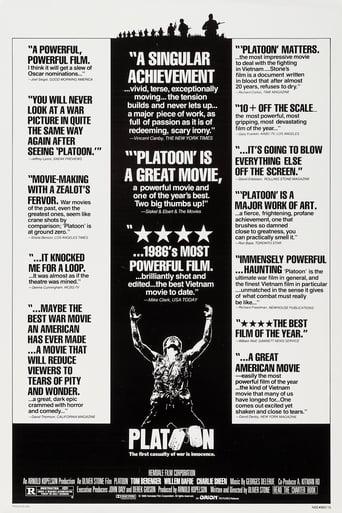 “A POWERFUL,
POWERFUL FILM.
I think it will get a slew of
Oscar nominations...”
—Joel Siegel, GOOD MORNING AMERICA
“YOU WILL NEVER
LOOK AT A WAR
PICTURE IN QUITE
THE SAME WAY
AGAIN AFTER
SEEING ‘PLATOON.’”
—Jeffrey Lyons, SNEAK PREVIEWS
“MOVIE-MAKING
WITH A ZEALOT'S
FERVOR. War movies
of the past, even the
greatest ones, seem like
crane shots by
comparison; ‘Platoon’ is
at ground zero.”
—Sheila Benson, LOS ANGELES TIMES
“...IT KNOCKED
ME FOR A LOOP.
...It was almost as if the
theatre was mined.”
—Dennis Cunningham, WCBS-TV
“...MAYBE THE
BEST WAR MOVIE
AN AMERICAN
HAS EVER MADE
...A MOVIE THAT
WILL REDUCE
VIEWERS TO
TEARS OF PITY
AND WONDER.
...a great, dark epic
crammed with horror
and comedy...”
—David Thomson, CALIFORNIA MAGAZINE
“A SINGULAR
ACHIEVEMENT
...vivid, terse, exceptionally
moving...the tension
builds and never lets up...
a major piece of work, as
full of passion as it is of
redeeming, scary irony.”
—Vincent Canby, THE NEW YORK TIMES
“‘PLATOON’ IS
A GREAT MOVIE,
a powerful movie and
one of the year's best.
Two big thumbs up!”
—Siskel & Ebert & The Movies
“★★★★
...1986's MOST
POWERFUL FILM.
...brilliantly shot and
edited...the best Vietnam
movie to date.”
—Mike Clark, USA TODAY
“‘PLATOON’ MATTERS.
...the most impressive movie
to deal with the fighting
in Vietnam...Stone's
film is a document written
in blood that after almost
20 years, refuses to dry.”
—Richard Corliss, TIME MAGAZINE
“10+ OFF THE SCALE...
the most powerful, most
gripping, most devastating
film of the year...”
—Gary Franklin, KABC-TV, LOS ANGELES
“...IT'S GOING TO BLOW
EVERYTHING ELSE
OFF THE SCREEN.”
—David Edelstein, ROLLING STONE MAGAZINE
“‘PLATOON’ IS A
MAJOR WORK OF ART.
...a fierce, frightening, profane
achievement, one that
brushes so damned
close to greatness, you
can practically smell it.”
—Ron Base, TORONTO STAR
“IMMENSELY POWERFUL
...HAUNTING ‘Platoon’ is the
ultimate war film in general, and
the finest Vietnam film in particular
...unmatched in the sense it gives
of what combat must really
be like...”
—Richard Freedman, NEWHOUSE PUBLICATIONS
“★★★★THE BEST
FILM OF THE YEAR.”
—William Wolf, GANNETT NEWS SERVICE
“...A GREAT
AMERICAN MOVIE
—easily the most
powerful film of the year
...the kind of Vietnam
movie that many of us
have longed for...One
comes out excited yet
shaken and close to tears.”
—David Denby, NEW YORK MAGAZINE
PLATOON
The first casualty of war is innocence.
HEMDALE FILM CORPORATION
An ARNOLD KOPELSON Production An OLIVER STONE Film PLATOON TOM BERENGER WILLEM DAFOE CHARLIE SHEEN Music by GEORGES DELERUE Co-Producer A. KITMAN HO
Executive Producers JOHN DALY and DEREK GIBSON Produced by ARNOLD KOPELSON Written and Directed by OLIVER STONE READ THE CHARTER BOOK
R RESTRICTED
ORION